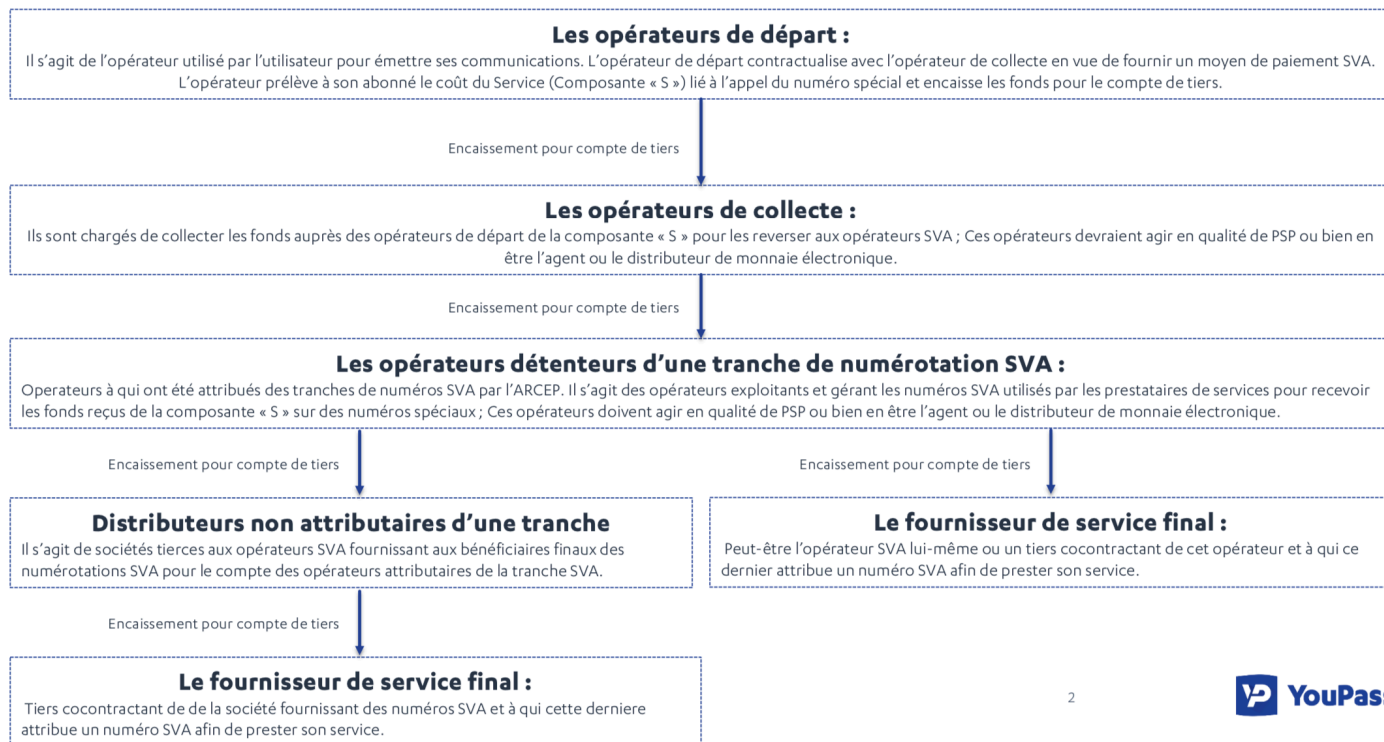 Les opérateurs de départ :
Il s'agit de l'opérateur utilisé par l'utilisateur pour émettre ses communications. L'opérateur de départ contractualise avec l'opérateur de collecte en vue de fournir un moyen de paiement SVA.
L'opérateur prélève à son abonné le coût du Service (Composante « S ») lié à l'appel du numéro spécial et encaisse les fonds pour le compte de tiers.
Encaissement pour compte de tiers
Les opérateurs de collecte :
Ils sont chargés de collecter les fonds auprès des opérateurs de départ de la composante « S » pour les reverser aux opérateurs SVA ; Ces opérateurs devraient agir en qualité de PSP ou bien en
être l'agent ou le distributeur de monnaie électronique.
Encaissement pour compte de tiers
Les opérateurs détenteurs d'une tranche de numérotation SVA :
Operateurs à qui ont été attribués des tranches de numéros SVA par l'ARCEP. Il s'agit des opérateurs exploitants et gérant les numéros SVA utilisés par les prestataires de services pour recevoir
les fonds reçus de la composante « S » sur des numéros spéciaux ; Ces opérateurs doivent agir en qualité de PSP ou bien en être l'agent ou le distributeur de monnaie électronique.
Encaissement pour compte de tiers
Encaissement pour compte de tiers
Distributeurs non attributaires d'une tranche
Il s'agit de sociétés tierces aux opérateurs SVA fournissant aux bénéficiaires finaux des
numérotations SVA pour le compte des opérateurs attributaires de la tranche SVA.
Le fournisseur de service final :
Peut-être l'opérateur SVA lui-même ou un tiers cocontractant de cet opérateur et à qui ce
dernier attribue un numéro SVA afin de prester son service.
Encaissement pour compte de tiers
Le fournisseur de service final :
Tiers cocontractant de de la société fournissant des numéros SVA et à qui cette derniere
attribue un numéro SVA afin de prester son service.
2
YP YouPass